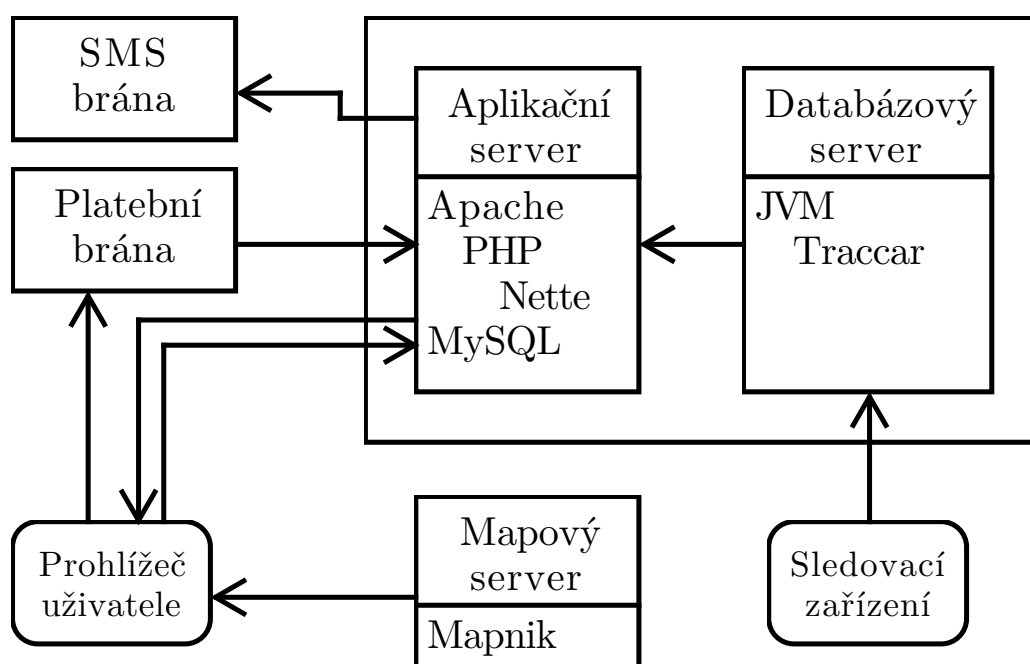 SMS
brána
Platební
brána
Aplikační
server
Apache
PHP
Nette
MySQL
Databázový
server
JVM
Traccar
Prohlížeč
uživatele
Mapový
server
Mapnik
Sledovací
zařízení